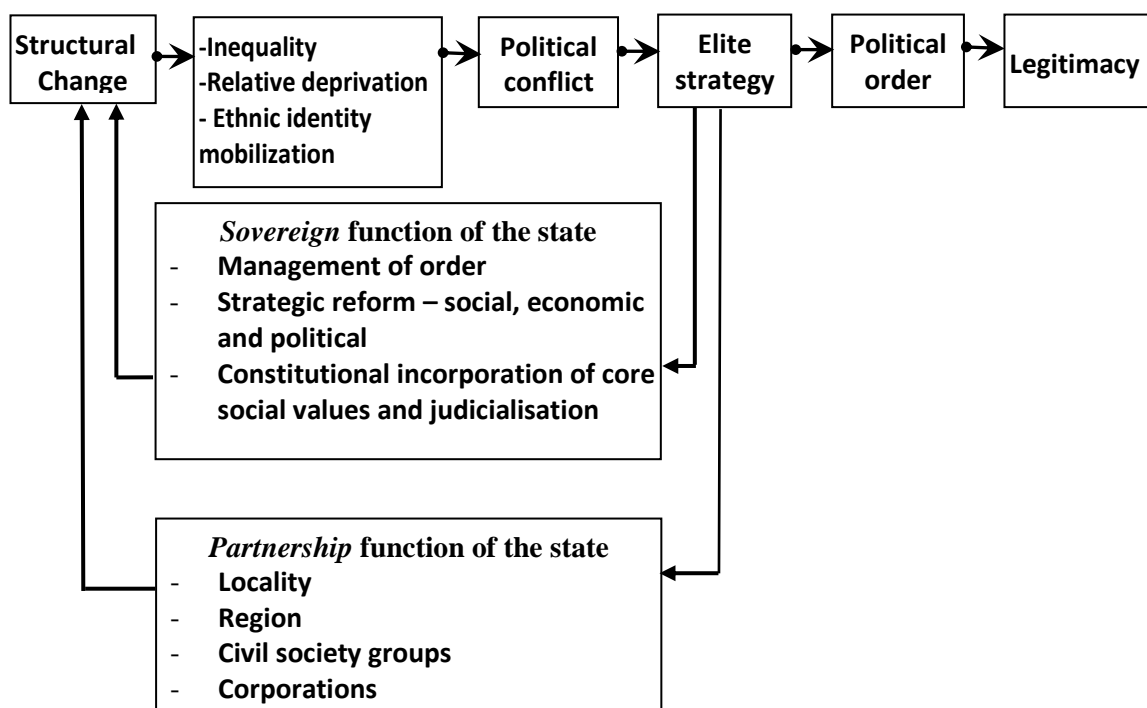 Structural
Change
-Inequality
-Relative deprivation
- Ethnic identity
mobilization
Political
conflict
Elite
strategy
Political
order
Legitimacy
Sovereign function of the state
- Management of order
- Strategic reform – social, economic
and political
- Constitutional incorporation of core
social values and judicialisation
Partnership function of the state
- Locality
- Region
- Civil society groups
- Corporations